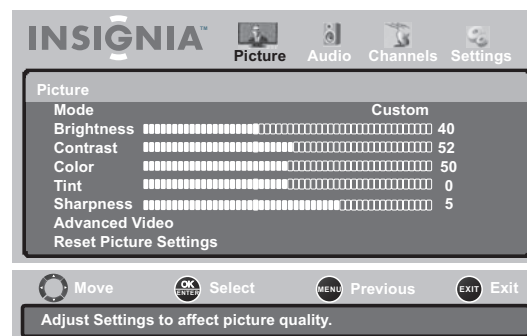 INSIGNIA™
Picture Audio Channels Settings
Picture
Mode Custom
Brightness 40
Contrast 52
Color 50
Tint 0
Sharpness 5
Advanced Video
Reset Picture Settings
Move OK ENTER Select MENU Previous EXIT Exit
Adjust Settings to affect picture quality.